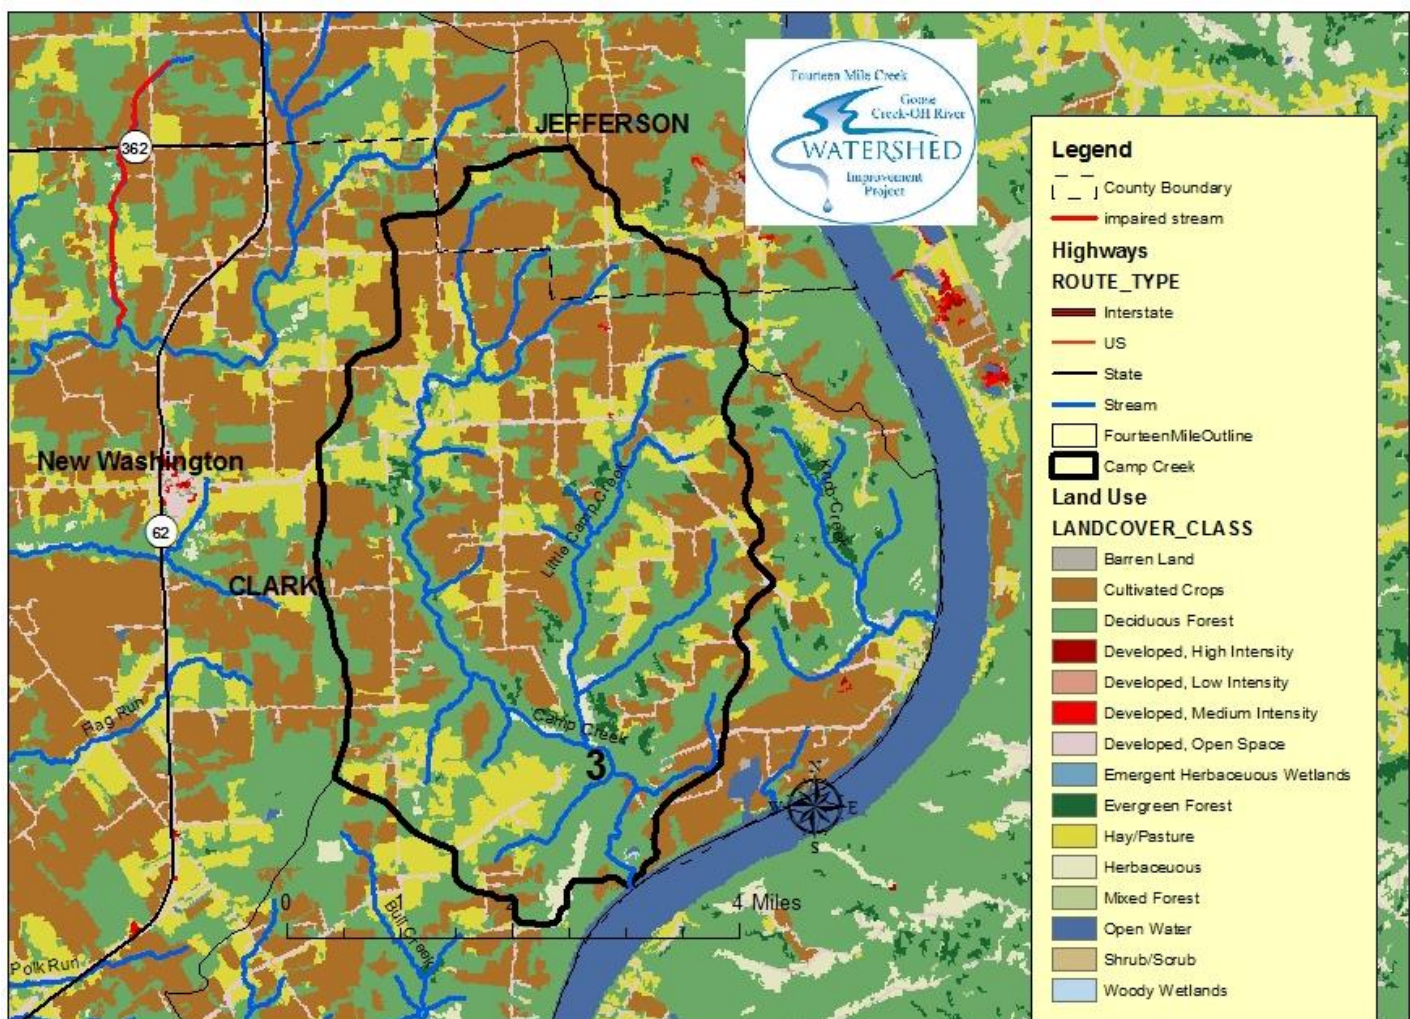 Fourteen Mile Creek
Goose
Creek-OH River
WATERSHED
Improvement
Project
JEFFERSON
362
New Washington
62
CLARK
Little Camp Creek
Knob Creek
Flag Run
Camp Creek
3
N
W
E
S
0
1
4 Miles
Bull Creek
Polk Run
Legend
County Boundary
impaired stream
Highways
ROUTE_TYPE
Interstate
US
State
Stream
FourteenMileOutline
Camp Creek
Land Use
LANDCOVER_CLASS
Barren Land
Cultivated Crops
Deciduous Forest
Developed, High Intensity
Developed, Low Intensity
Developed, Medium Intensity
Developed, Open Space
Emergent Herbaceuous Wetlands
Evergreen Forest
Hay/Pasture
Herbaceuous
Mixed Forest
Open Water
Shrub/Scrub
Woody Wetlands